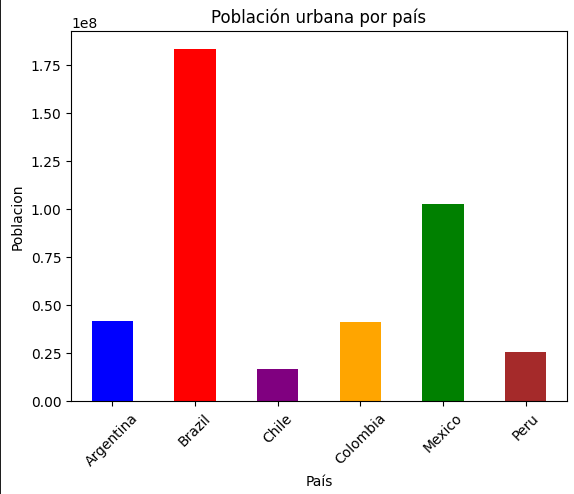 Población urbana por país
1e8
1.75
1.50
1.25
1.00
0.75
0.50
0.25
0.00
Poblacion
Argentina
Brazil
Chile
Colombia
Mexico
Peru
País